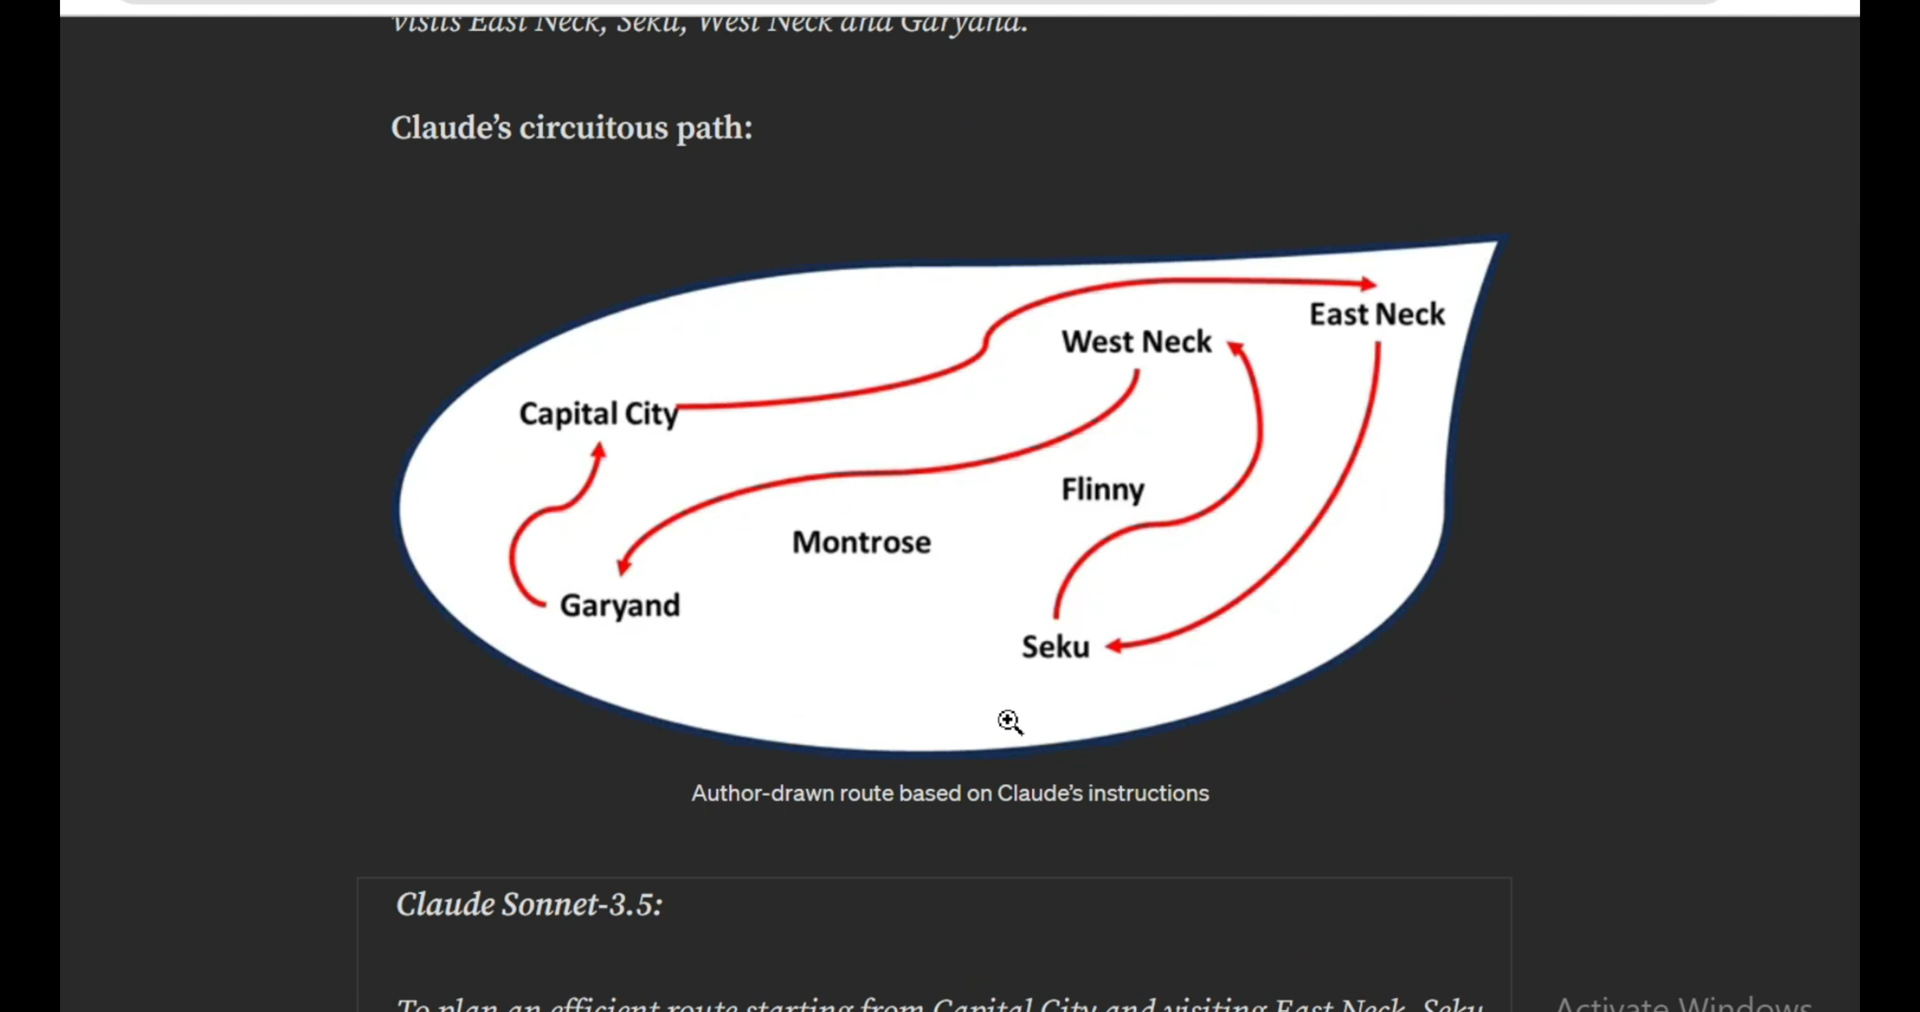 visits East Neck, Seku, West Neck and Garyand.
Claude’s circuitous path:
East Neck
West Neck
Capital City
Flinny
Montrose
Garyand
Seku
Author-drawn route based on Claude’s instructions
Claude Sonnet-3.5:
To plan an efficient route starting from Capital City and visiting East Neck, Seku
Activate Windows